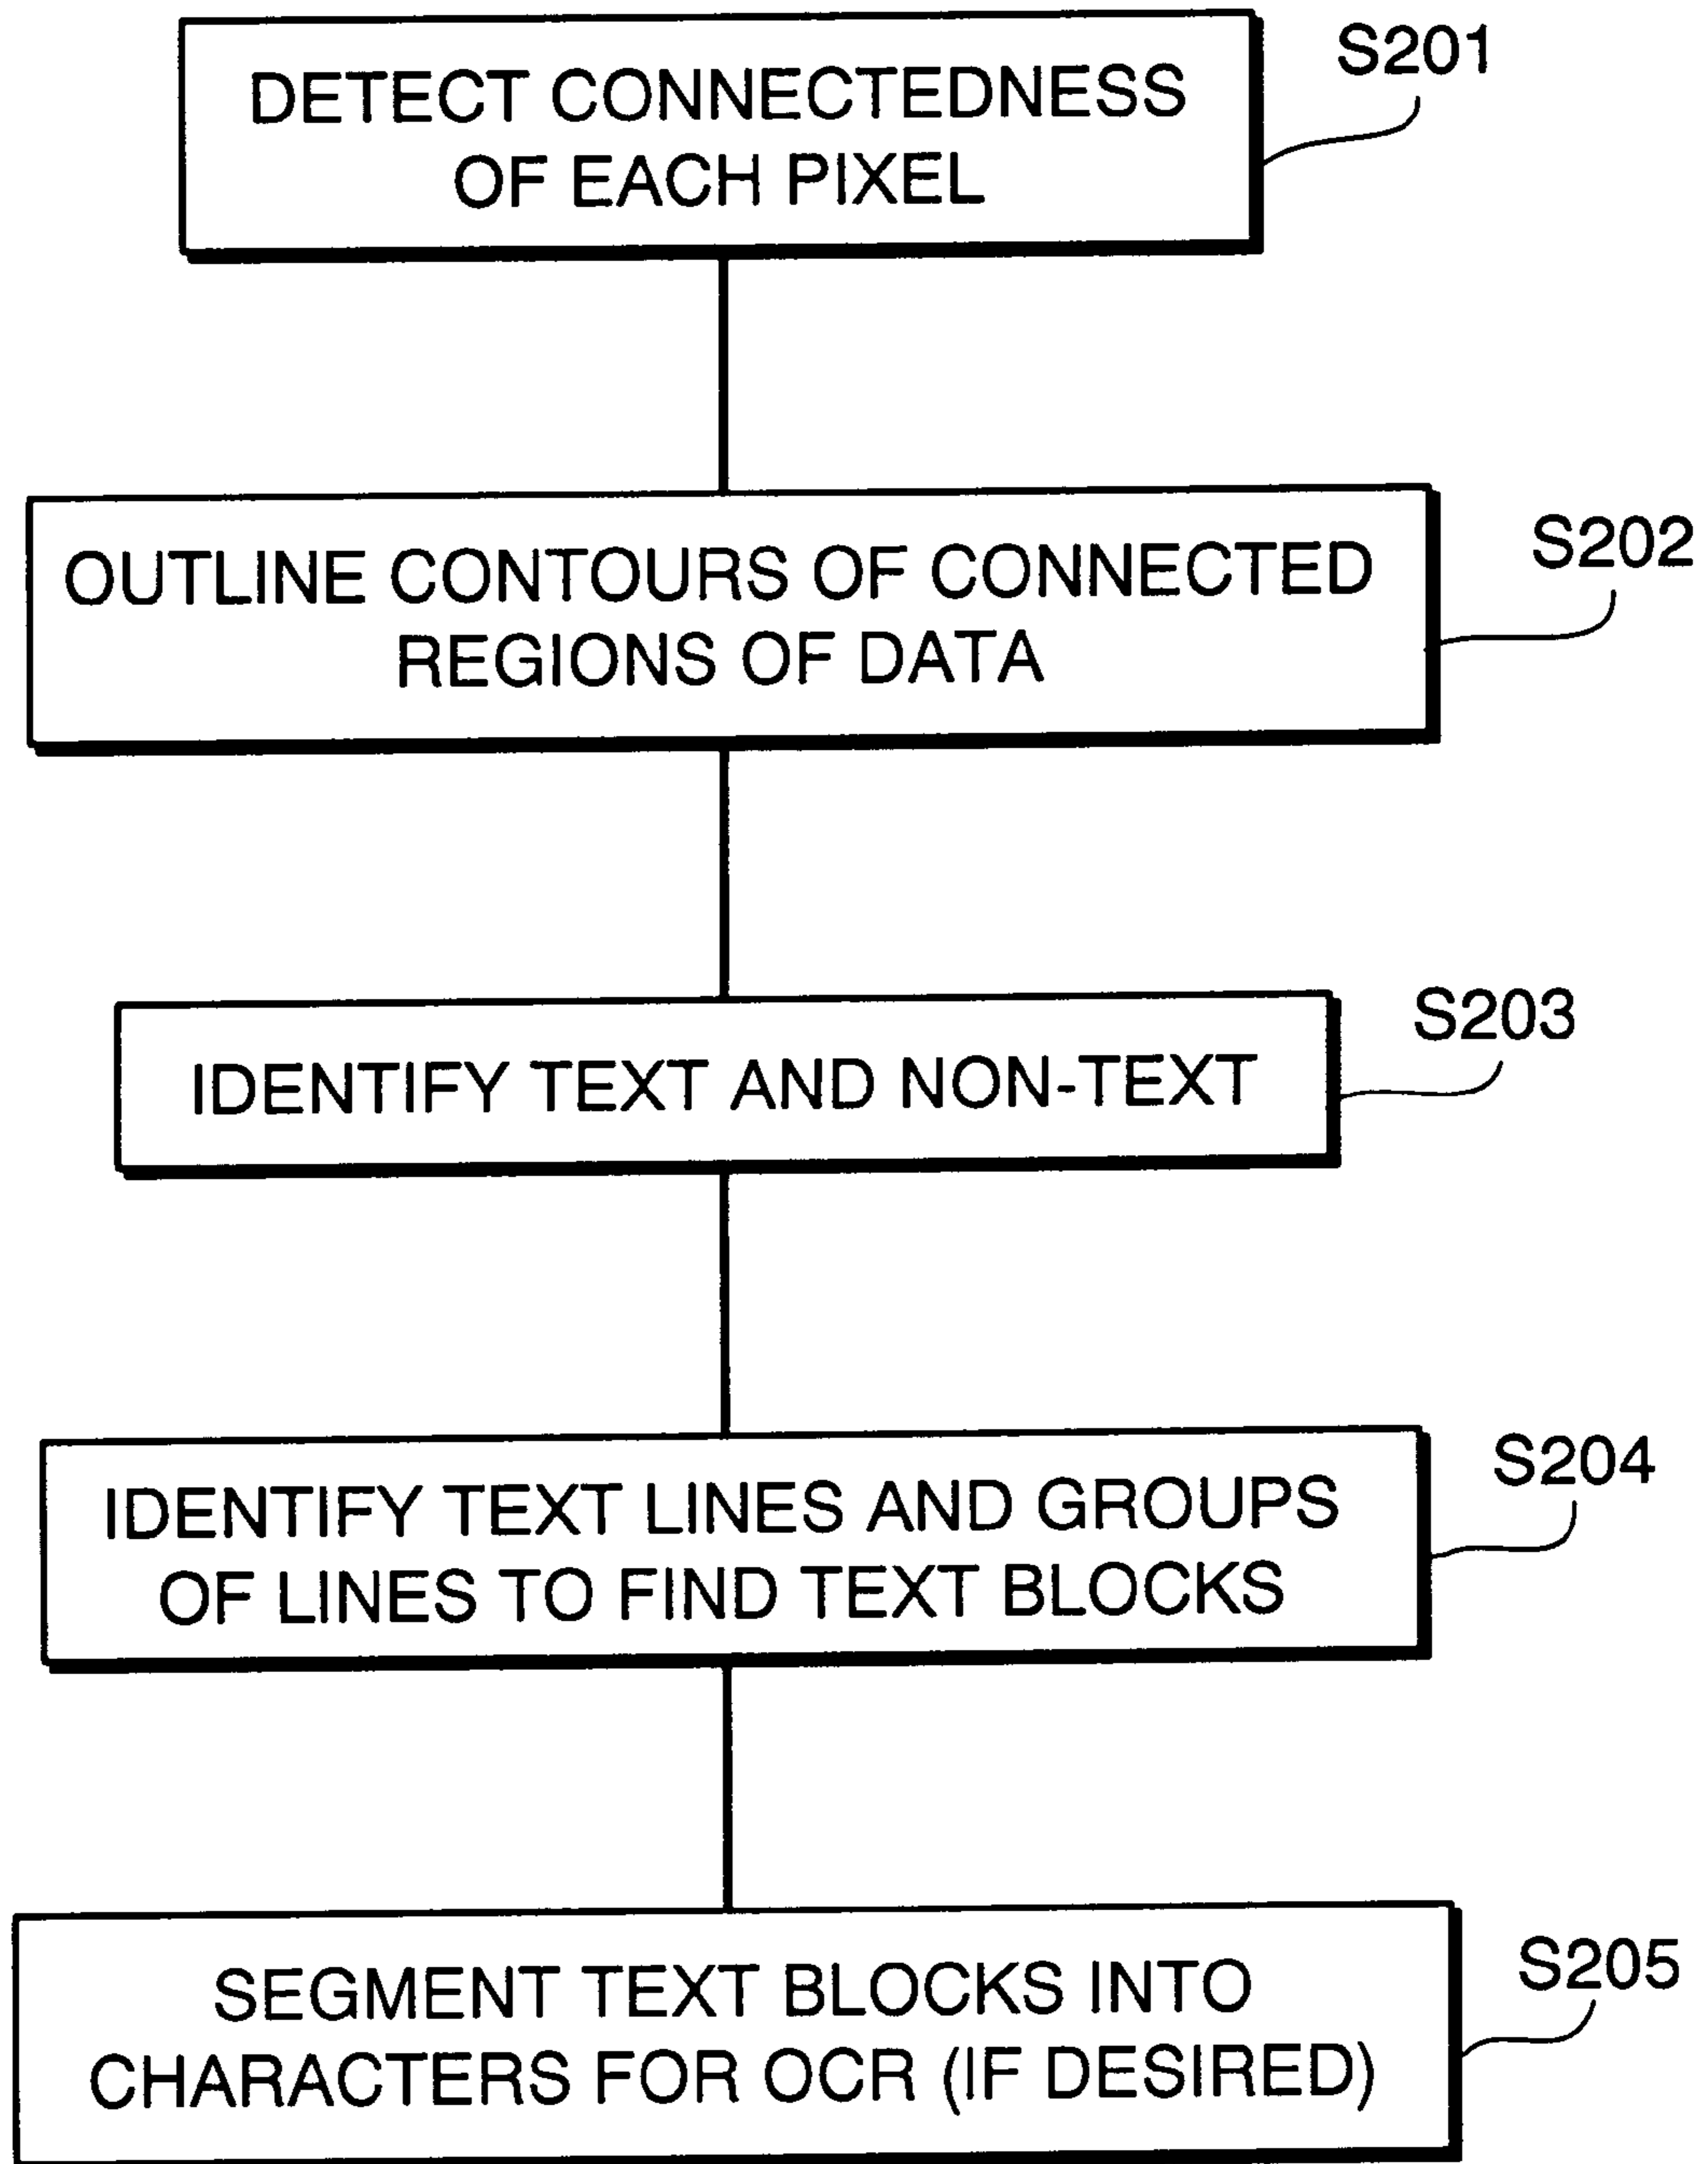 S201
DETECT CONNECTEDNESS
OF EACH PIXEL
S202
OUTLINE CONTOURS OF CONNECTED
REGIONS OF DATA
S203
IDENTIFY TEXT AND NON-TEXT
S204
IDENTIFY TEXT LINES AND GROUPS
OF LINES TO FIND TEXT BLOCKS
S205
SEGMENT TEXT BLOCKS INTO
CHARACTERS FOR OCR (IF DESIRED)